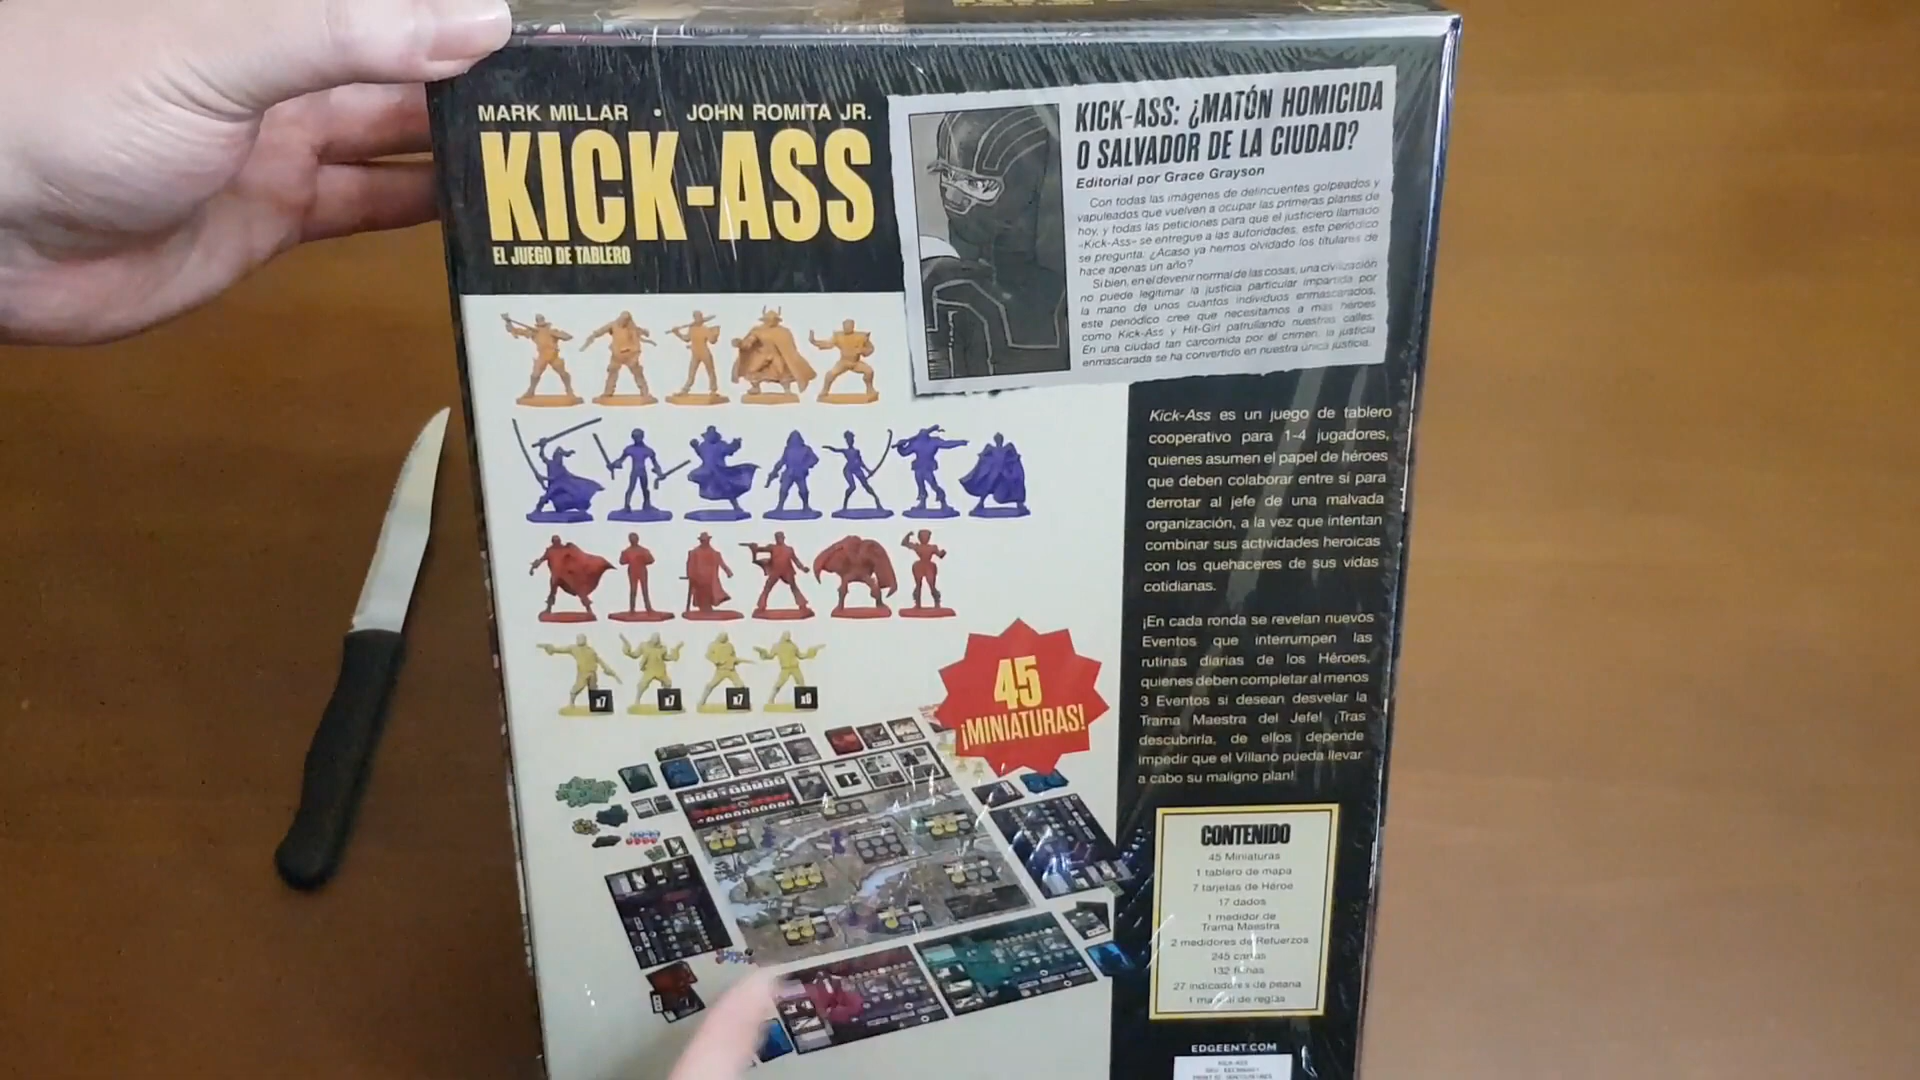 MARK MILLAR • JOHN ROMITA JR.
KICK-ASS
EL JUEGO DE TABLERO
KICK-ASS: ¿MATÓN HOMICIDA
O SALVADOR DE LA CIUDAD?
Editorial por Grace Grayson
Con todas las imágenes de delincuentes golpeados y
vapuleados que vuelven a ocupar las primeras planas de
hoy, y todas las peticiones para que el justiciero llamado
«Kick-Ass» se entregue a las autoridades, este periódico
se pregunta: ¿Acaso ya hemos olvidado los titulares de
hace apenas un año?
Si bien, en el devenir normal de las cosas, una civilización
no puede legitimar la justicia particular impartida por
la mano de unos cuantos individuos enmascarados,
este periódico cree que necesitamos a más héroes
como Kick-Ass y Hit-Girl patrullando nuestras calles.
En una ciudad tan carcomida por el crimen, la justicia
enmascarada se ha convertido en nuestra única justicia.
Kick-Ass es un juego de tablero
cooperativo para 1-4 jugadores,
quienes asumen el papel de héroes
que deben colaborar entre sí para
derrotar al jefe de una malvada
organización, a la vez que intentan
combinar sus actividades heroicas
con los quehaceres de sus vidas
cotidianas.
¡En cada ronda se revelan nuevos
Eventos que interrumpen las
rutinas diarias de los Héroes,
quienes deben completar al menos
3 Eventos si desean desvelar la
Trama Maestra del Jefe! ¡Tras
descubrirla, de ellos depende
impedir que el Villano pueda llevar
a cabo su maligno plan!
x7
x7
x7
x6
45
¡MINIATURAS!
CONTENIDO
45 Miniaturas
1 tablero de mapa
7 tarjetas de Héroe
17 dados
1 medidor de
Trama Maestra
2 medidores de Refuerzos
245 cartas
132 fichas
27 indicadores de peana
1 manual de reglas
EDGEENT.COM
KICK-ASS